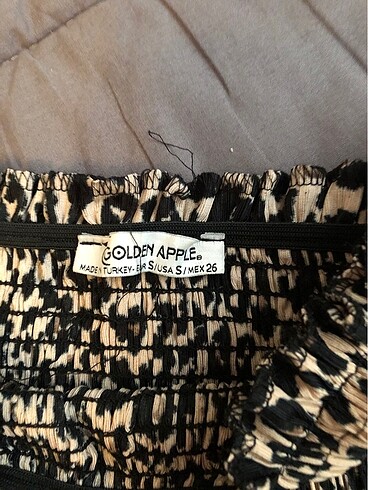 GOLDEN APPLE®
MADE IN TURKEY - EUR S / USA S / MEX 26